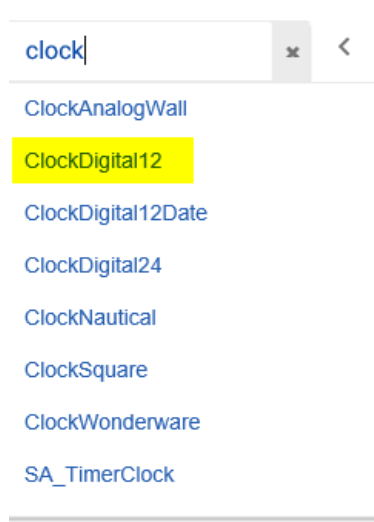 clock
ClockAnalogWall
ClockDigital12
ClockDigital12Date
ClockDigital24
ClockNautical
ClockSquare
ClockWonderware
SA_TimerClock